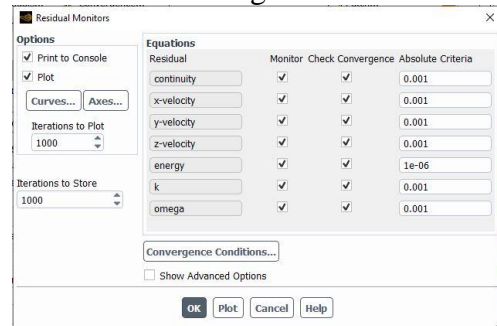 Residual Monitors
Options
Print to Console
Plot
Curves... Axes...
Iterations to Plot
1000
Iterations to Store
1000
Equations
Residual Monitor Check Convergence Absolute Criteria
continuity 0.001
x-velocity 0.001
y-velocity 0.001
z-velocity 0.001
energy 1e-06
k 0.001
omega 0.001
Convergence Conditions...
Show Advanced Options
OK Plot Cancel Help